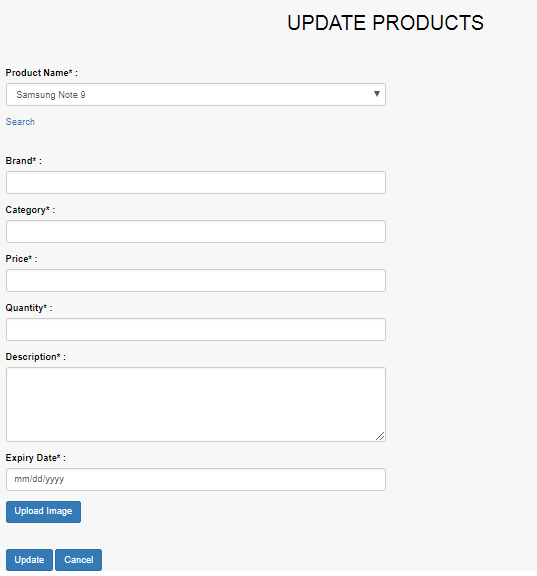 UPDATE PRODUCTS
Product Name* :
Samsung Note 9
Search
Brand* :
Category* :
Price* :
Quantity* :
Description* :
Expiry Date* :
mm/dd/yyyy
Upload Image
Update Cancel